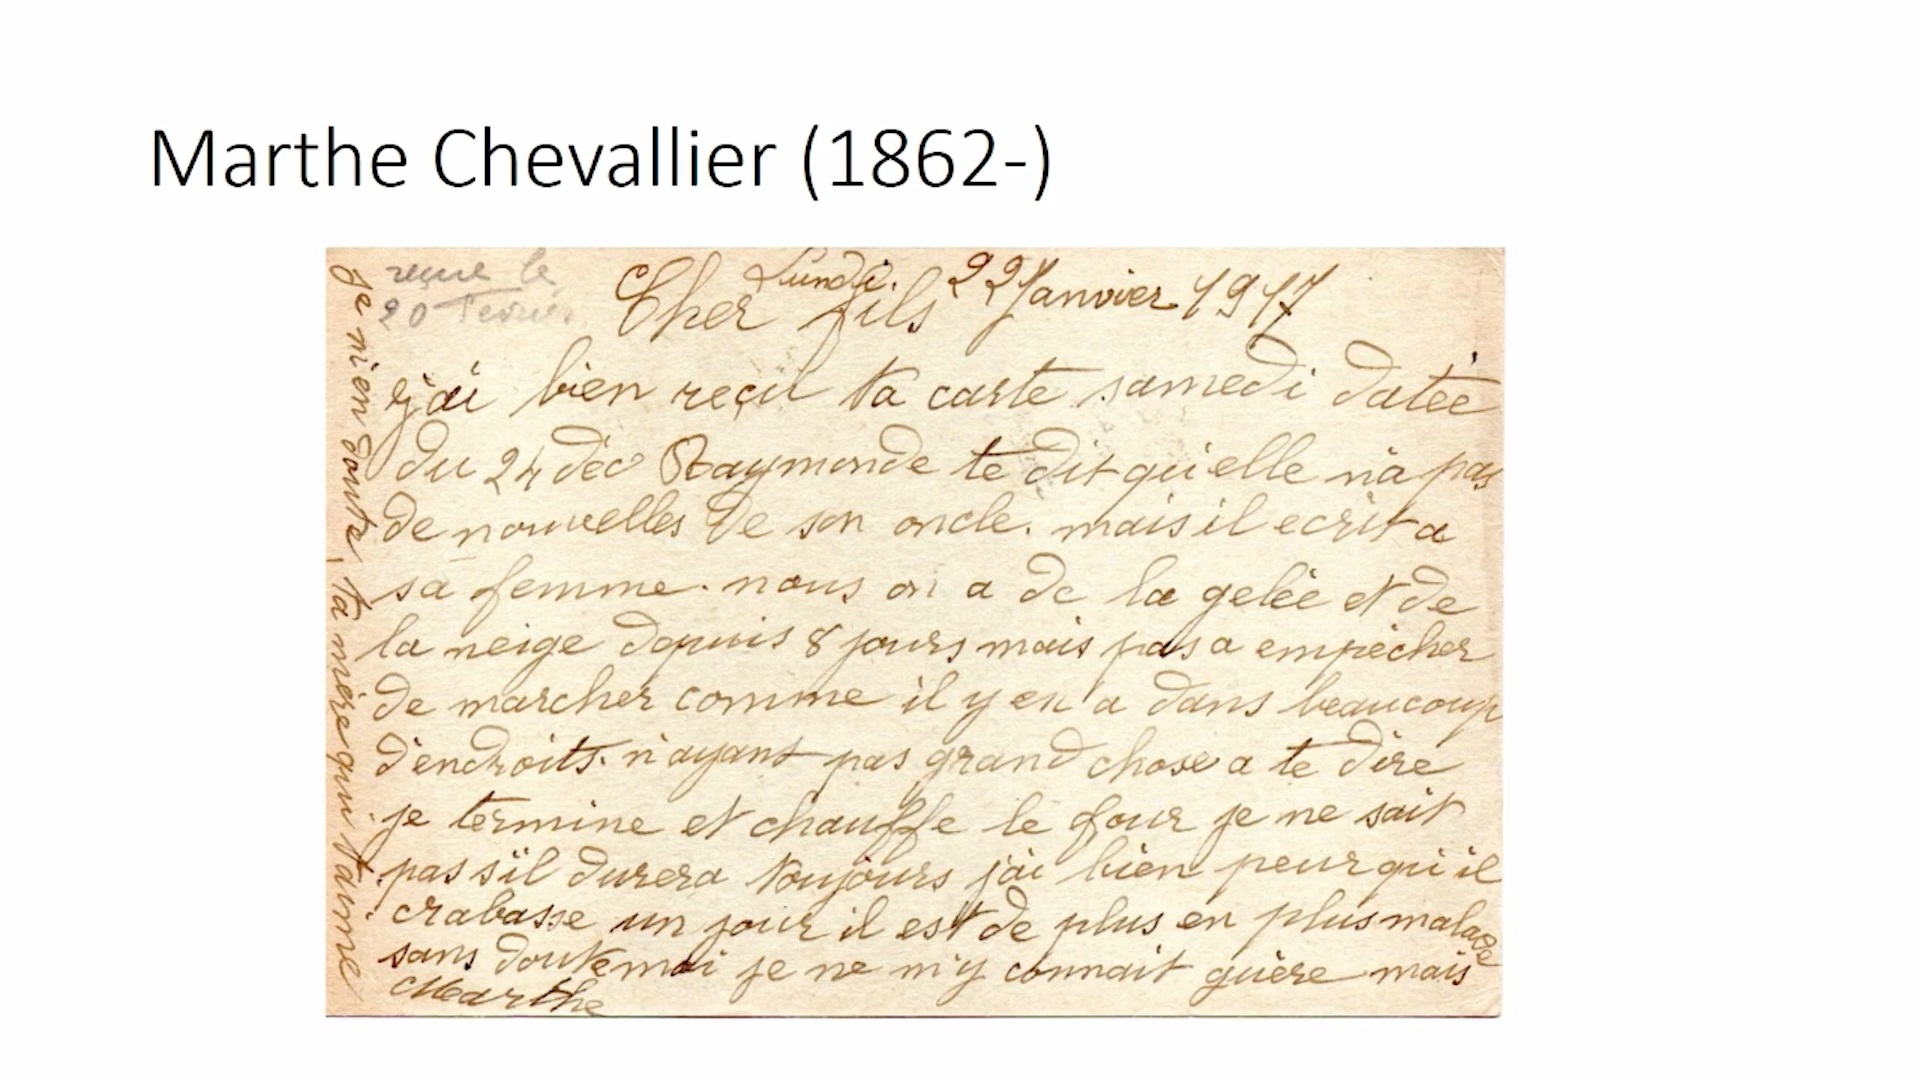 Marthe Chevallier (1862-)
reçue le
20 Fevrier
Lundi. 22 Janvier 1917
Cher fils
j'ai bien reçu ta carte samedi datée
du 24 déc Raymonde te dit qu'elle n'a pas
de nouvelles de son oncle. mais il ecrit a
sa femme. nous on a de la gelée et de
la neige depuis 8 jours mais pas a empêcher
de marcher comme il y en a dans beaucoup
d'endroits. n'ayant pas grand chose a te dire
je termine et chauffe le four je ne sait
pas s'il durera toujours j'ai bien peur qu'il
crabasse un jour il est de plus en plus malade
sans doute moi je ne m'y connait guère mais
je m'en doute, ta mère qui t'aime
Marthe